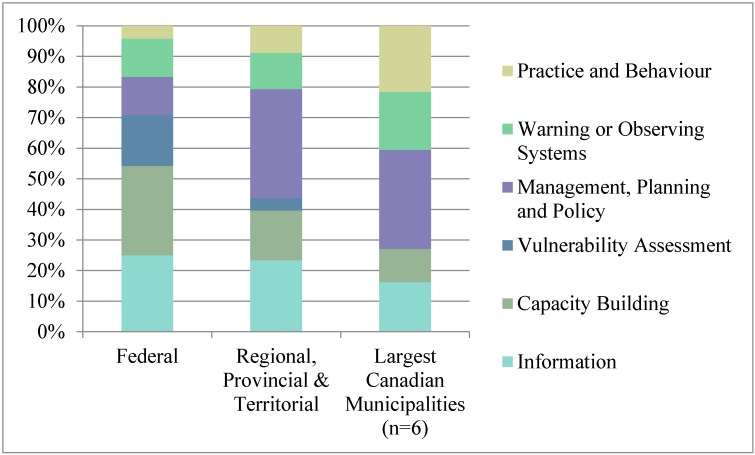 100%
90%
80%
70%
60%
50%
40%
30%
20%
10%
0%
Federal
Regional,
Provincial &
Territorial
Largest
Canadian
Municipalities
(n=6)
Practice and Behaviour
Warning or Observing
Systems
Management, Planning
and Policy
Vulnerability Assessment
Capacity Building
Information